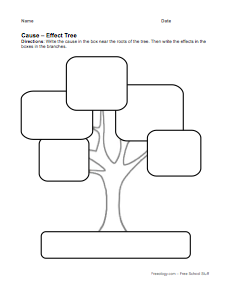 Name Date
Cause – Effect Tree
Directions: Write the cause in the box near the roots of the tree. Then write the effects in the
boxes in the branches.
Freeology.com - Free School Stuff